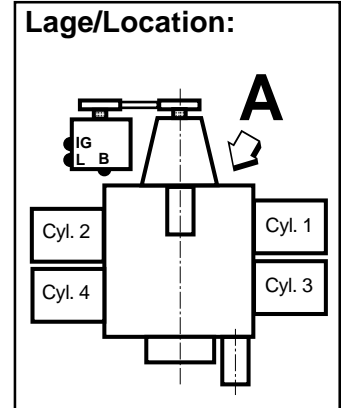 Lage/Location:
A
IG
L B
Cyl. 2
Cyl. 1
Cyl. 4
Cyl. 3